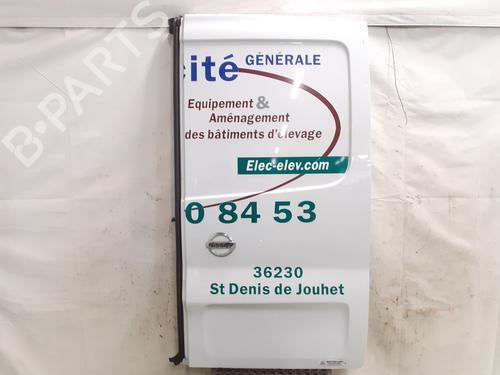 ité GÉNÉRALE
Equipement &
Aménagement
des bâtiments d'élevage
Elec-elev.com
0 84 53
NISSAN
36230
St Denis de Jouhet
B-PARTS